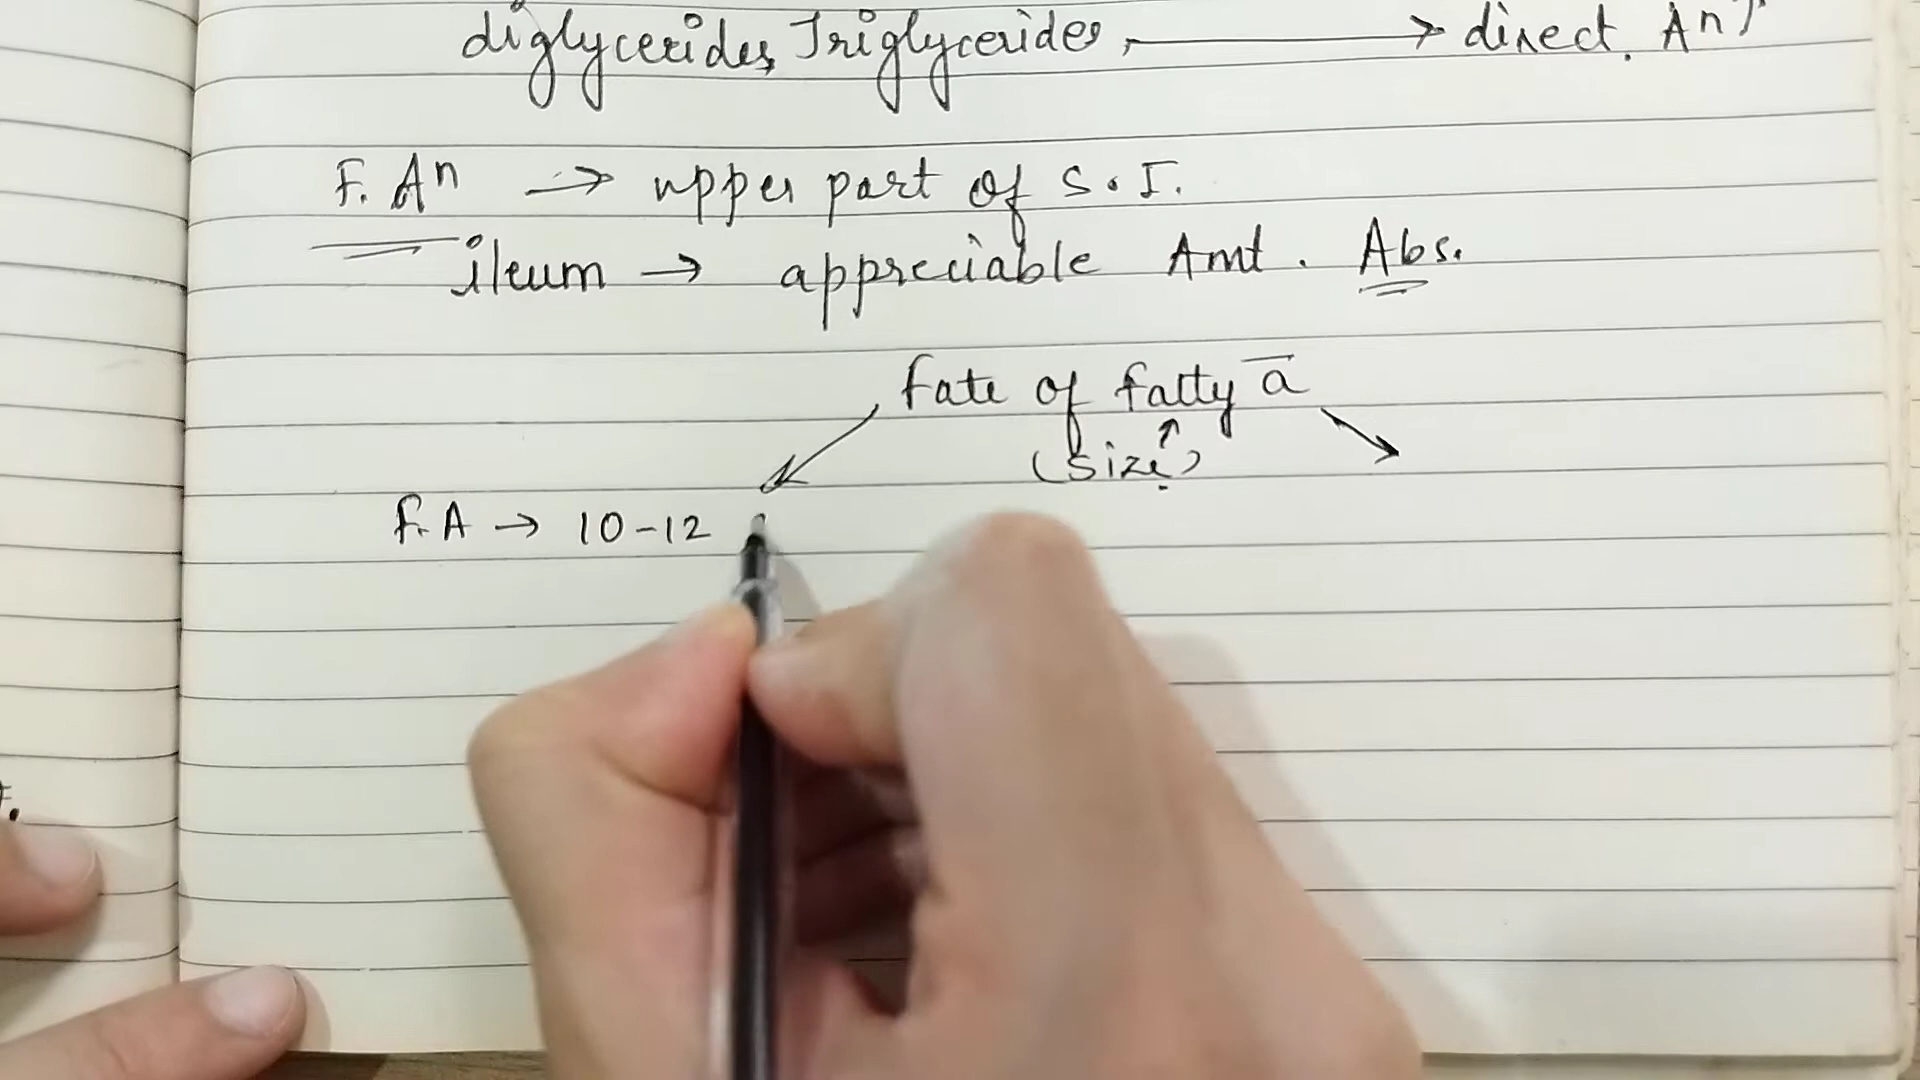 diglycerides, Triglycerides, → direct. An
F. An → upper part of S.I.
ileum → appreciable Amt. Abs.
fate of fatty a̅
(size)
F.A → 10-12